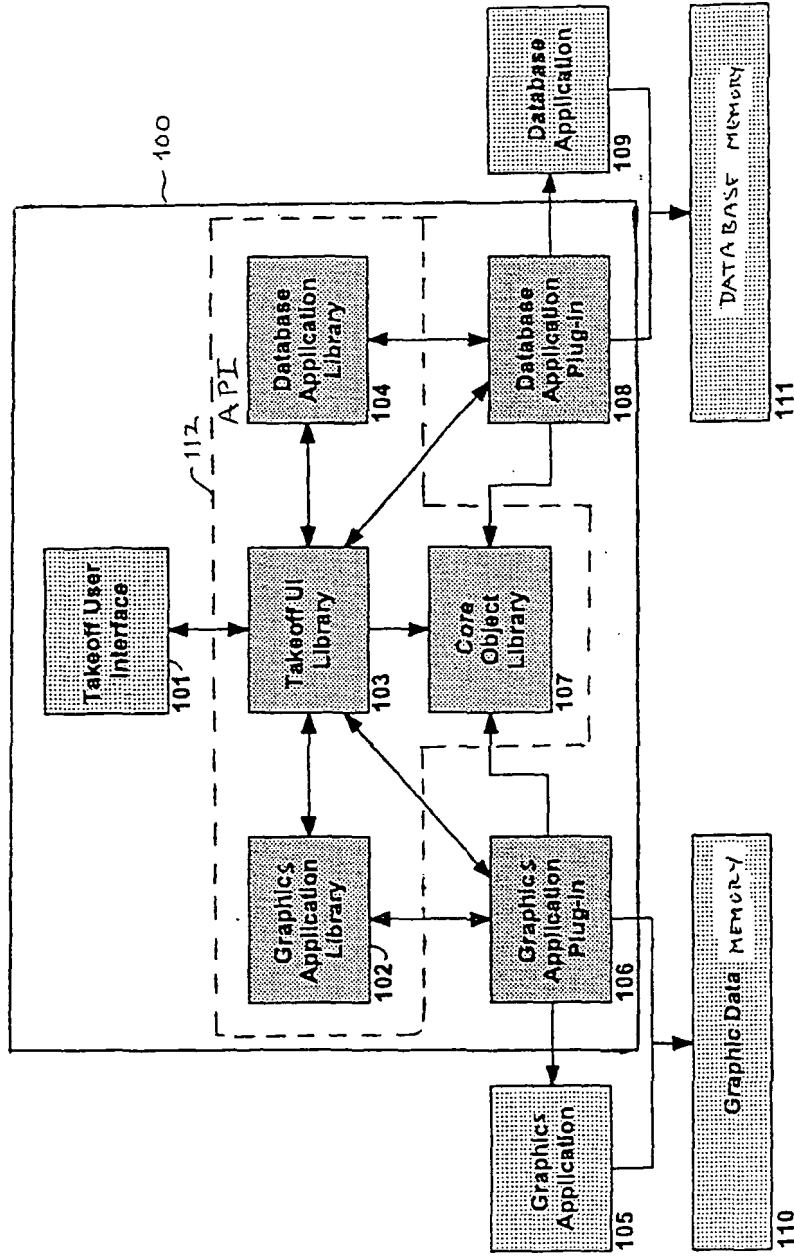 100
Takeoff User
Interface
101
112
API
Graphics
Application
Library
102
Takeoff UI
Library
103
Database
Application
Library
104
Graphics
Application
105
Graphics
Application
Plug-In
106
Core
Object
Library
107
Database
Application
Plug-In
108
Database
Application
109
Graphic Data MEMORY
110
DATABASE MEMORY
111